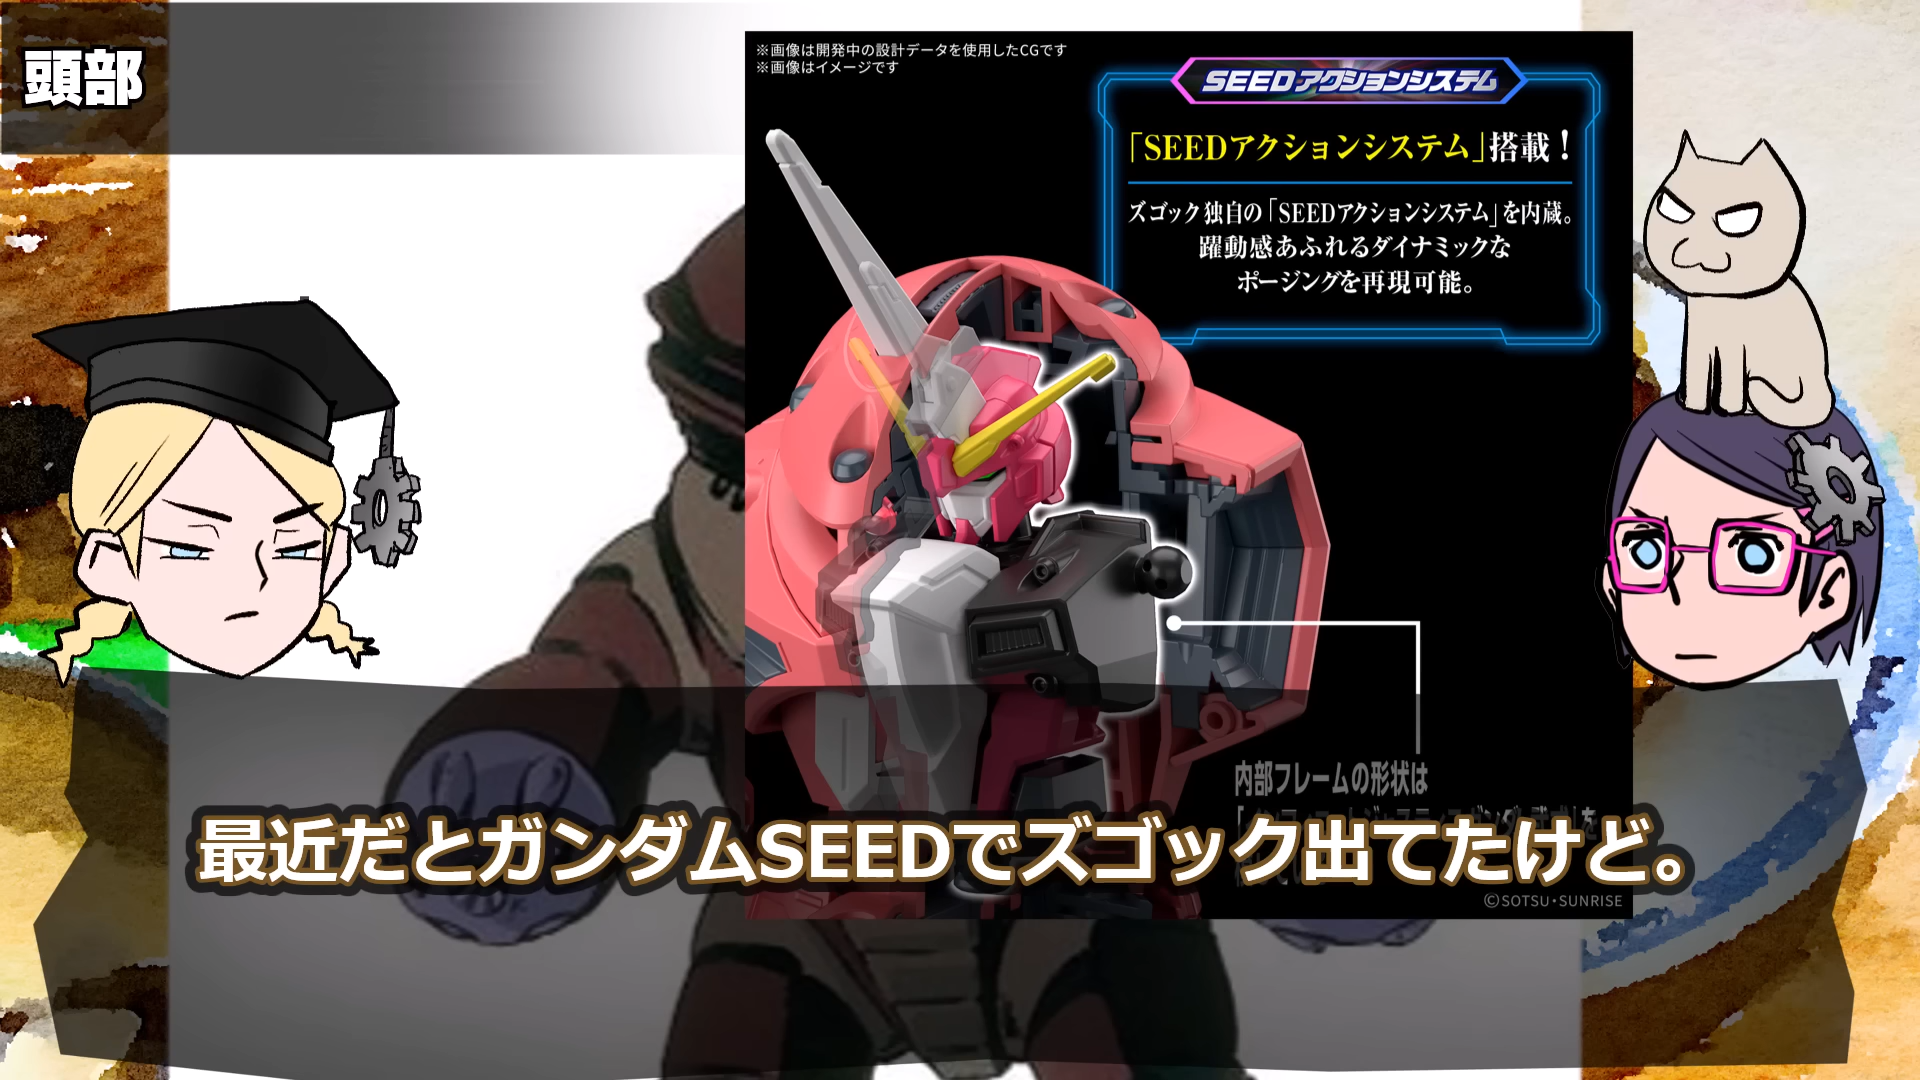 頭部
※画像は開発中の設計データを使用したCGです
※画像はイメージです
SEEDアクションシステム
「SEEDアクションシステム」搭載！
ズゴック独自の「SEEDアクションシステム」を内蔵。
躍動感あふれるダイナミックな
ポージングを再現可能。
内部フレームの形状は
最近だとガンダムSEEDでズゴック出てたけど。
©SOTSU・SUNRISE